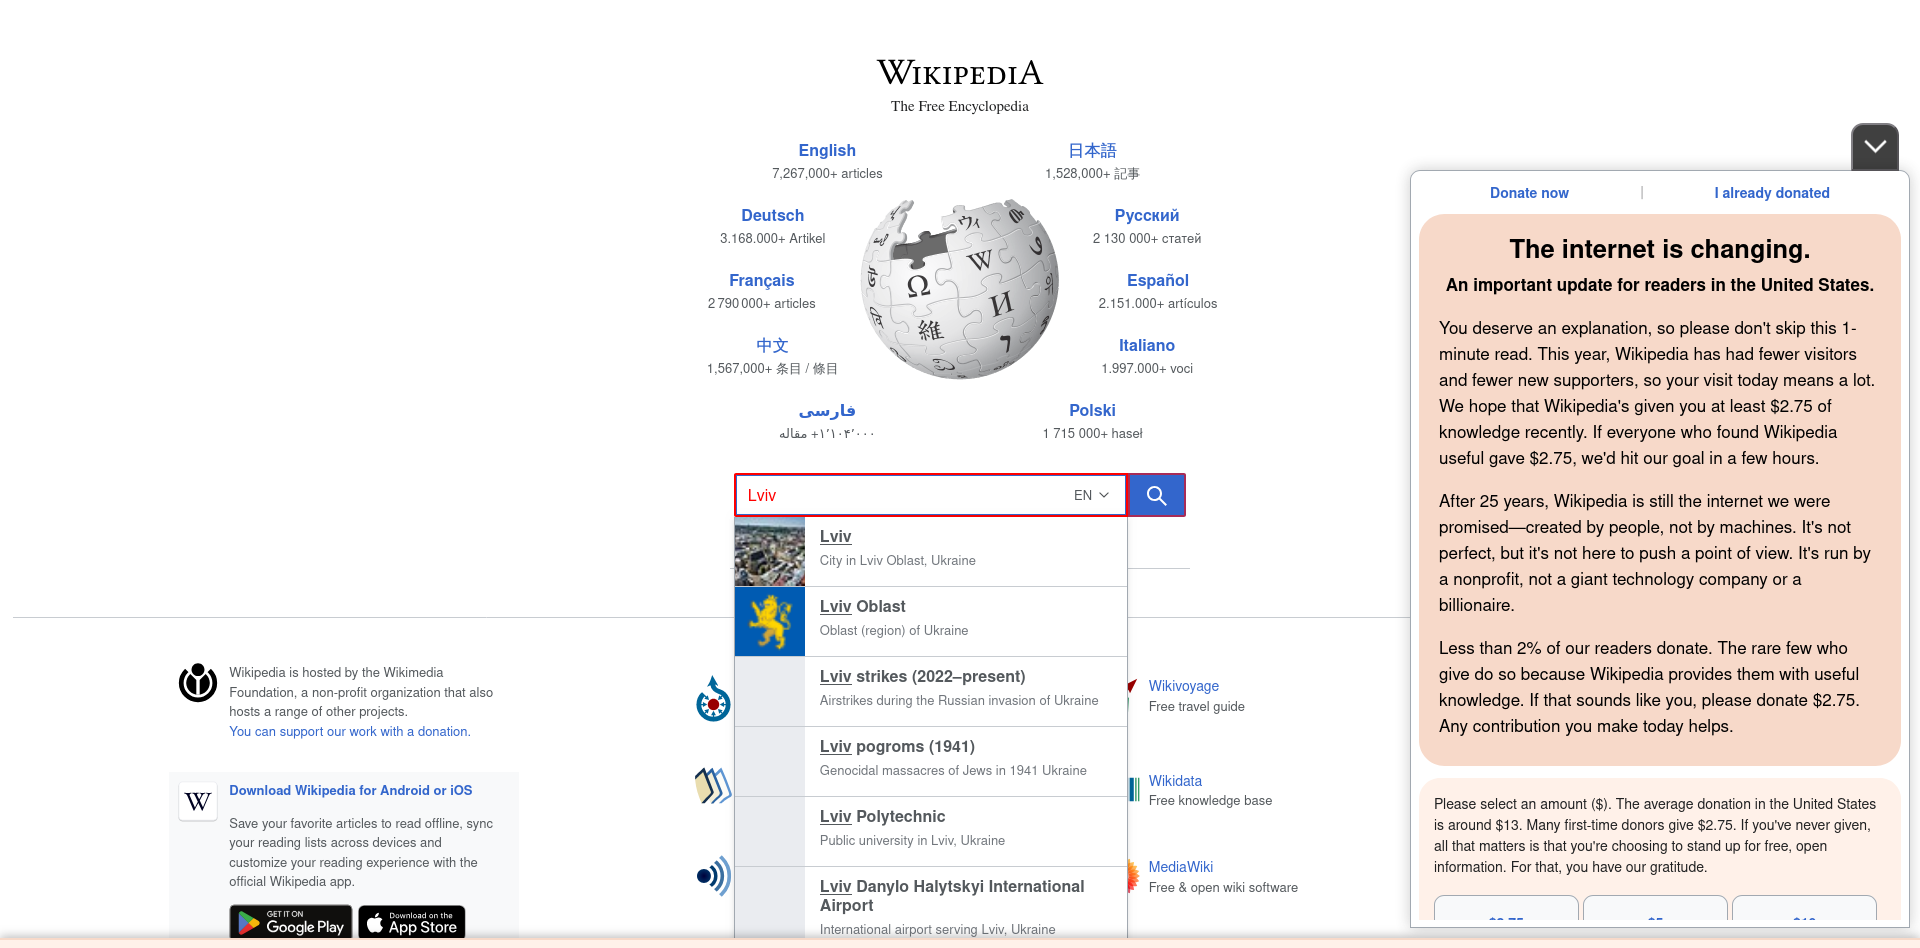 WIKIPEDIA
The Free Encyclopedia
English
7,267,000+ articles
日本語
1,528,000+ 記事
Deutsch
3.168.000+ Artikel
Русский
2 130 000+ статей
Français
2 790 000+ articles
Español
2.151.000+ artículos
中文
1,567,000+ 条目 / 條目
Italiano
1.997.000+ voci
فارسی
۱٬۱۰۴٬۰۰۰+ مقاله
Polski
1 715 000+ haseł
Lviv
EN
Lviv
City in Lviv Oblast, Ukraine
Lviv Oblast
Oblast (region) of Ukraine
Lviv strikes (2022–present)
Airstrikes during the Russian invasion of Ukraine
Lviv pogroms (1941)
Genocidal massacres of Jews in 1941 Ukraine
Lviv Polytechnic
Public university in Lviv, Ukraine
Lviv Danylo Halytskyi International
Airport
International airport serving Lviv, Ukraine
Wikipedia is hosted by the Wikimedia
Foundation, a non-profit organization that also
hosts a range of other projects.
You can support our work with a donation.
W
Download Wikipedia for Android or iOS
Save your favorite articles to read offline, sync
your reading lists across devices and
customize your reading experience with the
official Wikipedia app.
GET IT ON
Google Play
Download on the
App Store
Wikivoyage
Free travel guide
Wikidata
Free knowledge base
MediaWiki
Free & open wiki software
Donate now
|
I already donated
The internet is changing.
An important update for readers in the United States.
You deserve an explanation, so please don't skip this 1-
minute read. This year, Wikipedia has had fewer visitors
and fewer new supporters, so your visit today means a lot.
We hope that Wikipedia's given you at least $2.75 of
knowledge recently. If everyone who found Wikipedia
useful gave $2.75, we'd hit our goal in a few hours.
After 25 years, Wikipedia is still the internet we were
promised—created by people, not by machines. It's not
perfect, but it's not here to push a point of view. It's run by
a nonprofit, not a giant technology company or a
billionaire.
Less than 2% of our readers donate. The rare few who
give do so because Wikipedia provides them with useful
knowledge. If that sounds like you, please donate $2.75.
Any contribution you make today helps.
Please select an amount ($). The average donation in the United States
is around $13. Many first-time donors give $2.75. If you've never given,
all that matters is that you're choosing to stand up for free, open
information. For that, you have our gratitude.